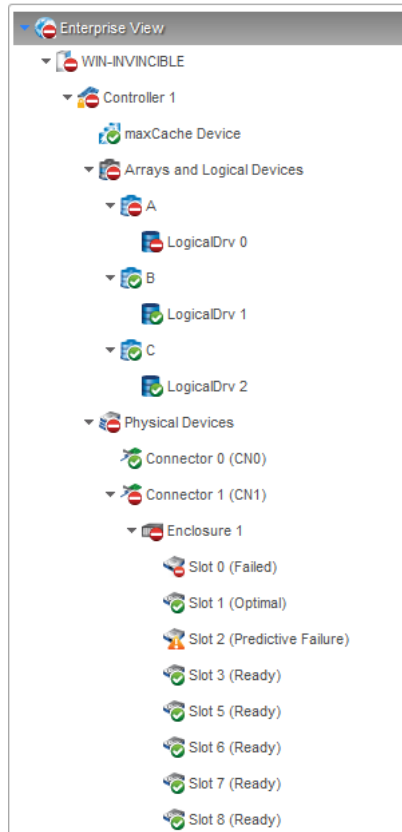 Enterprise View
WIN-INVINCIBLE
Controller 1
maxCache Device
Arrays and Logical Devices
A
LogicalDrv 0
B
LogicalDrv 1
C
LogicalDrv 2
Physical Devices
Connector 0 (CN0)
Connector 1 (CN1)
Enclosure 1
Slot 0 (Failed)
Slot 1 (Optimal)
Slot 2 (Predictive Failure)
Slot 3 (Ready)
Slot 5 (Ready)
Slot 6 (Ready)
Slot 7 (Ready)
Slot 8 (Ready)